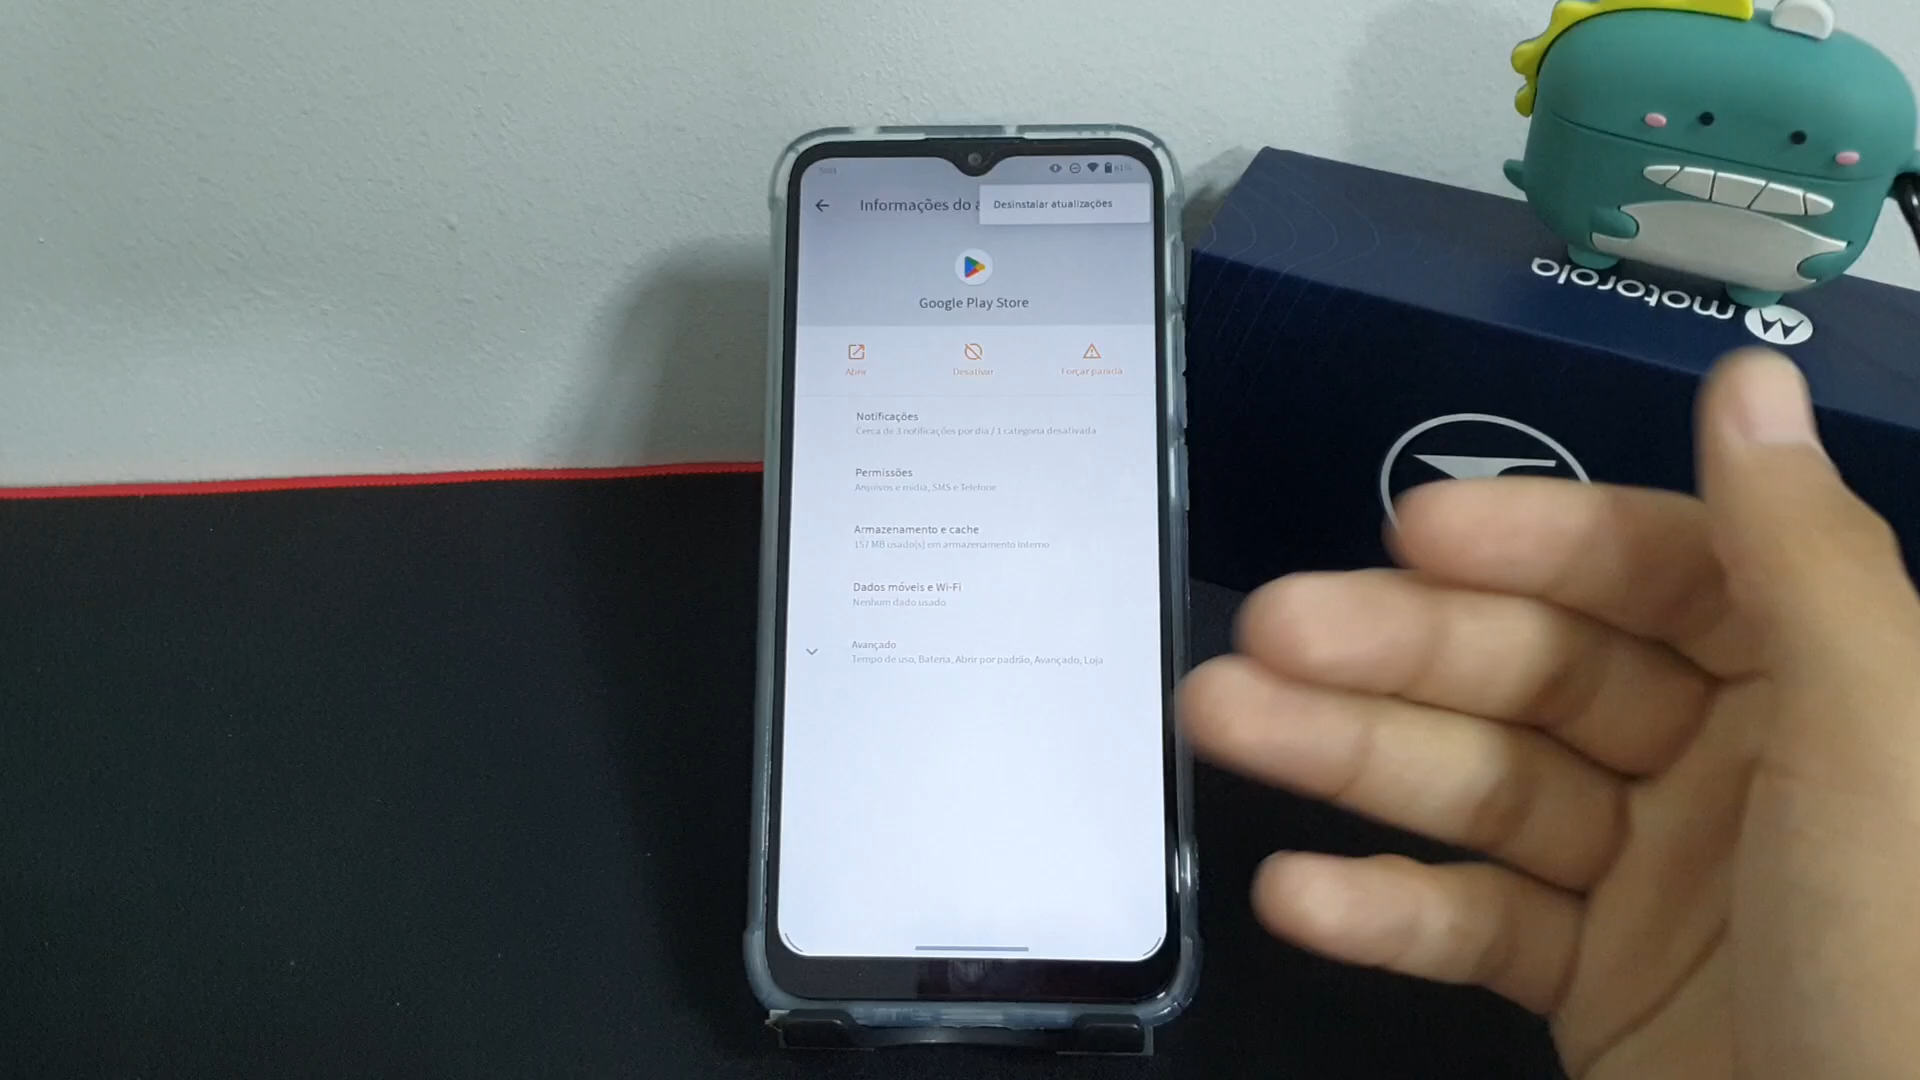 61%
Informações do a
Desinstalar atualizações
Google Play Store
Abrir
Desativar
Forçar parada
Notificações
Cerca de 3 notificações por dia / 1 categoria desativada
Permissões
Arquivos e mídia, SMS e Telefone
Armazenamento e cache
157 MB usado(s) em armazenamento interno
Dados móveis e Wi-Fi
Nenhum dado usado
Avançado
Tempo de uso, Bateria, Abrir por padrão, Avançado, Loja
motorola